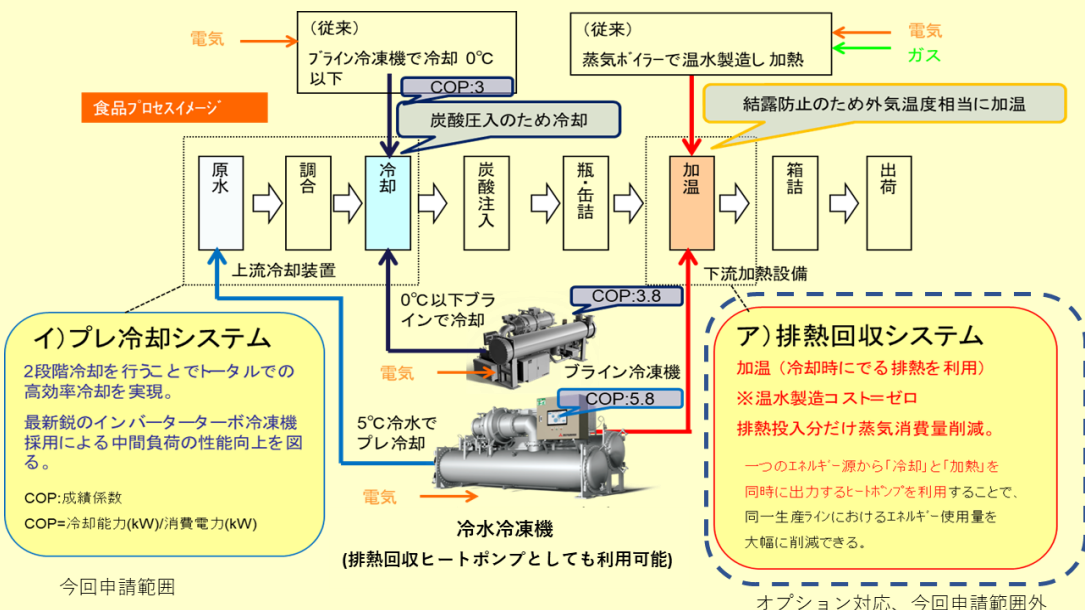 （従来）
ﾌﾞﾗｲﾝ冷凍機で冷却 0℃
以下
電気
（従来）
蒸気ﾎﾞｲﾗｰで温水製造し 加熱
電気
ガス
COP:3
食品ﾌﾟﾛｾｽｲﾒｰｼﾞ
炭酸圧入のため冷却
結露防止のため外気温度相当に加温
原水
調合
冷却
炭酸注入
瓶・缶詰
加温
箱詰
出荷
上流冷却装置
下流加熱設備
0℃以下ブラ
インで冷却
COP:3.8
電気
ブライン冷凍機
イ）プレ冷却システム
2段階冷却を行うことでトータルでの
高効率冷却を実現。
最新鋭のインバーターターボ冷凍機
採用による中間負荷の性能向上を図
る。
COP:成績係数
COP=冷却能力(kW)/消費電力(kW)
5℃冷水で
プレ冷却
COP:5.8
電気
冷水冷凍機
(排熱回収ヒートポンプとしても利用可能)
ア）排熱回収システム
加温（冷却時にでる排熱を利用）
※温水製造コスト＝ゼロ
排熱投入分だけ蒸気消費量削減。
一つのｴﾈﾙｷﾞｰ源から｢冷却｣と｢加熱｣を
同時に出力するﾋｰﾄﾎﾟﾝﾌﾟを利用することで、
同一生産ラインにおけるｴﾈﾙｷﾞｰ使用量を
大幅に削減できる。
今回申請範囲
オプション対応、今回申請範囲外